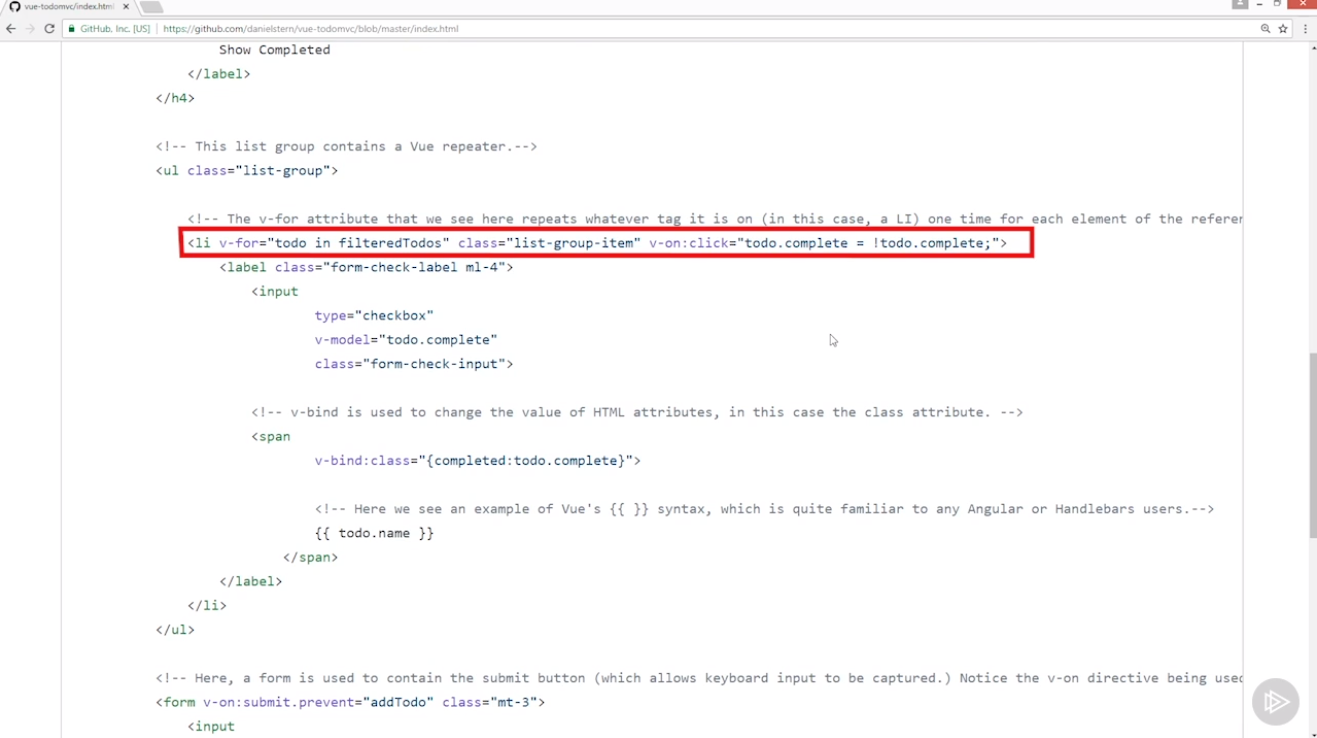 vue-todomvc/index.html
GitHub, Inc. [US] | https://github.com/danielstern/vue-todomvc/blob/master/index.html
Show Completed
</label>
</h4>
<!-- This list group contains a Vue repeater.-->
<ul class="list-group">
<!-- The v-for attribute that we see here repeats whatever tag it is on (in this case, a LI) one time for each element of the referen
<li v-for="todo in filteredTodos" class="list-group-item" v-on:click="todo.complete = !todo.complete;">
<label class="form-check-label ml-4">
<input
type="checkbox"
v-model="todo.complete"
class="form-check-input">
<!-- v-bind is used to change the value of HTML attributes, in this case the class attribute. -->
<span
v-bind:class="{completed:todo.complete}">
<!-- Here we see an example of Vue's {{ }} syntax, which is quite familiar to any Angular or Handlebars users.-->
{{ todo.name }}
</span>
</label>
</li>
</ul>
<!-- Here, a form is used to contain the submit button (which allows keyboard input to be captured.) Notice the v-on directive being used
<form v-on:submit.prevent="addTodo" class="mt-3">
<input